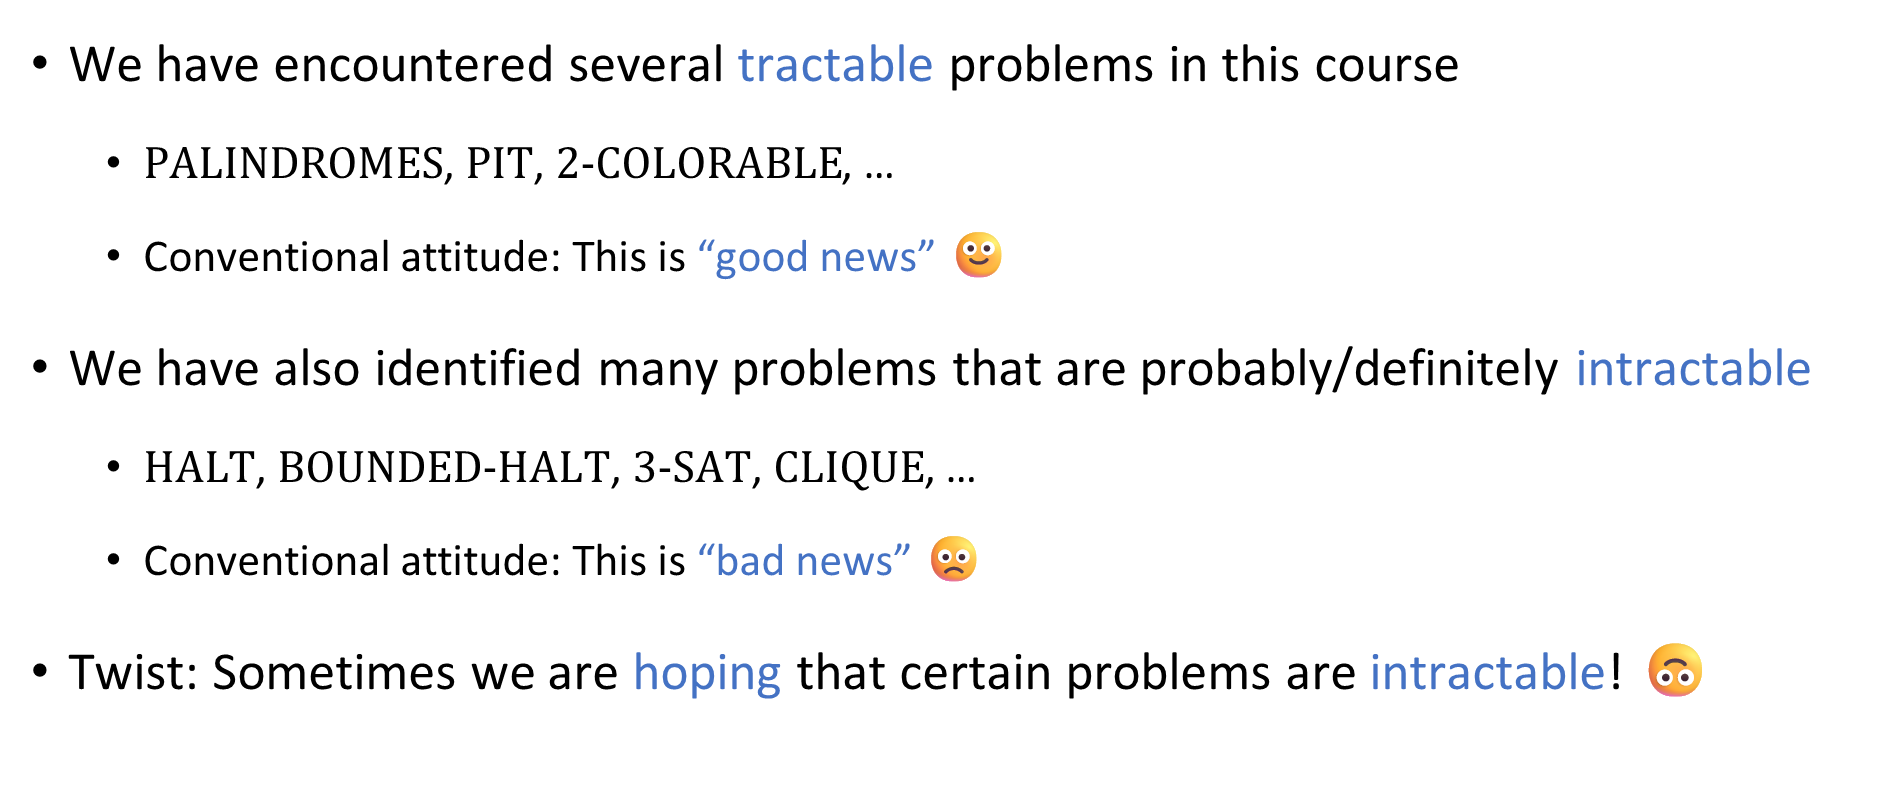 • We have encountered several tractable problems in this course
• PALINDROMES, PIT, 2-COLORABLE, …
• Conventional attitude: This is “good news” 🙂
• We have also identified many problems that are probably/definitely intractable
• HALT, BOUNDED-HALT, 3-SAT, CLIQUE, …
• Conventional attitude: This is “bad news” 🙁
• Twist: Sometimes we are hoping that certain problems are intractable! 🙃